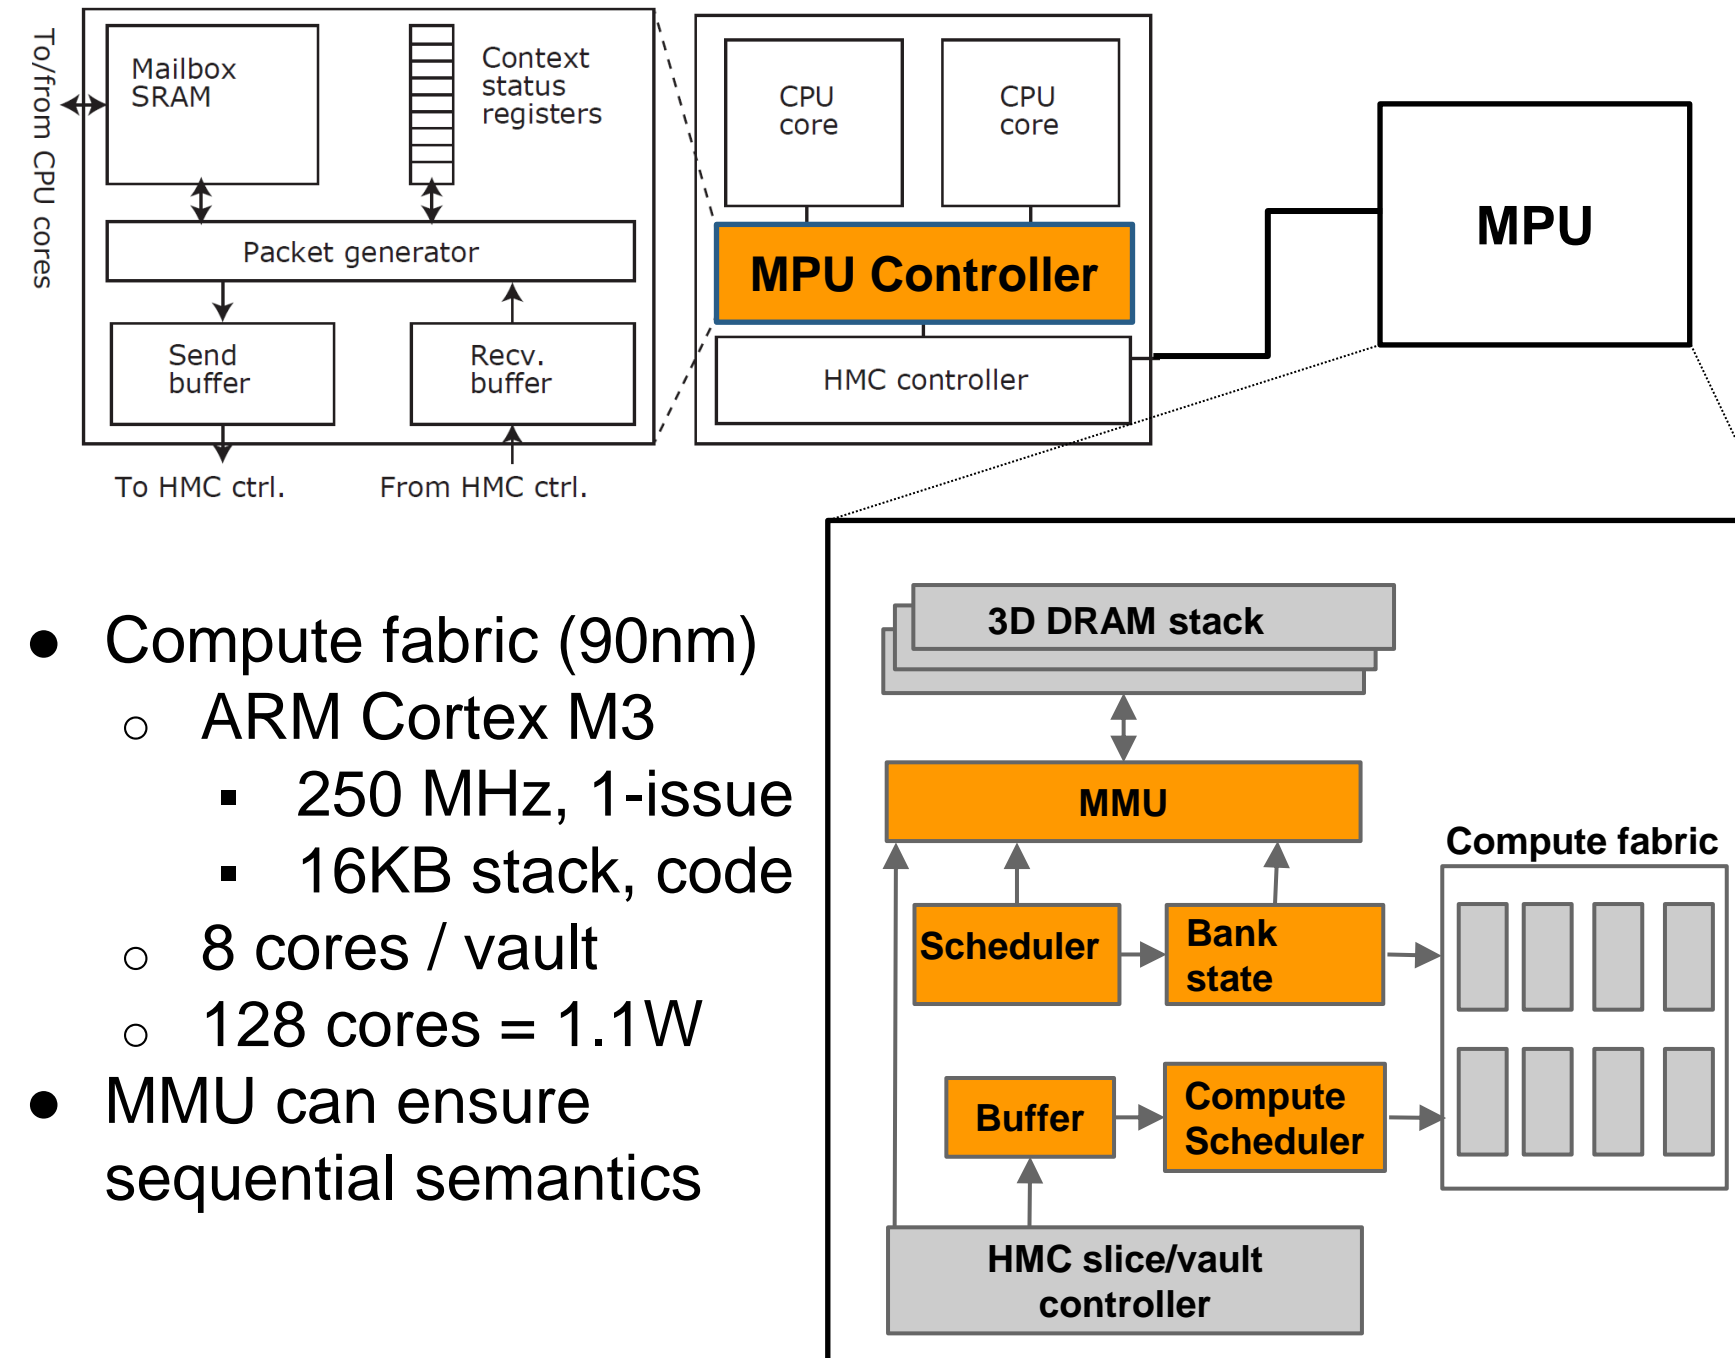 To/from CPU cores
Mailbox
SRAM
Context
status
registers
Packet generator
Send
buffer
Recv.
buffer
To HMC ctrl.
From HMC ctrl.
CPU
core
CPU
core
MPU Controller
HMC controller
MPU
● Compute fabric (90nm)
○ ARM Cortex M3
▪ 250 MHz, 1-issue
▪ 16KB stack, code
○ 8 cores / vault
○ 128 cores = 1.1W
● MMU can ensure
sequential semantics
3D DRAM stack
MMU
Compute fabric
Scheduler
Bank
state
Buffer
Compute
Scheduler
HMC slice/vault
controller